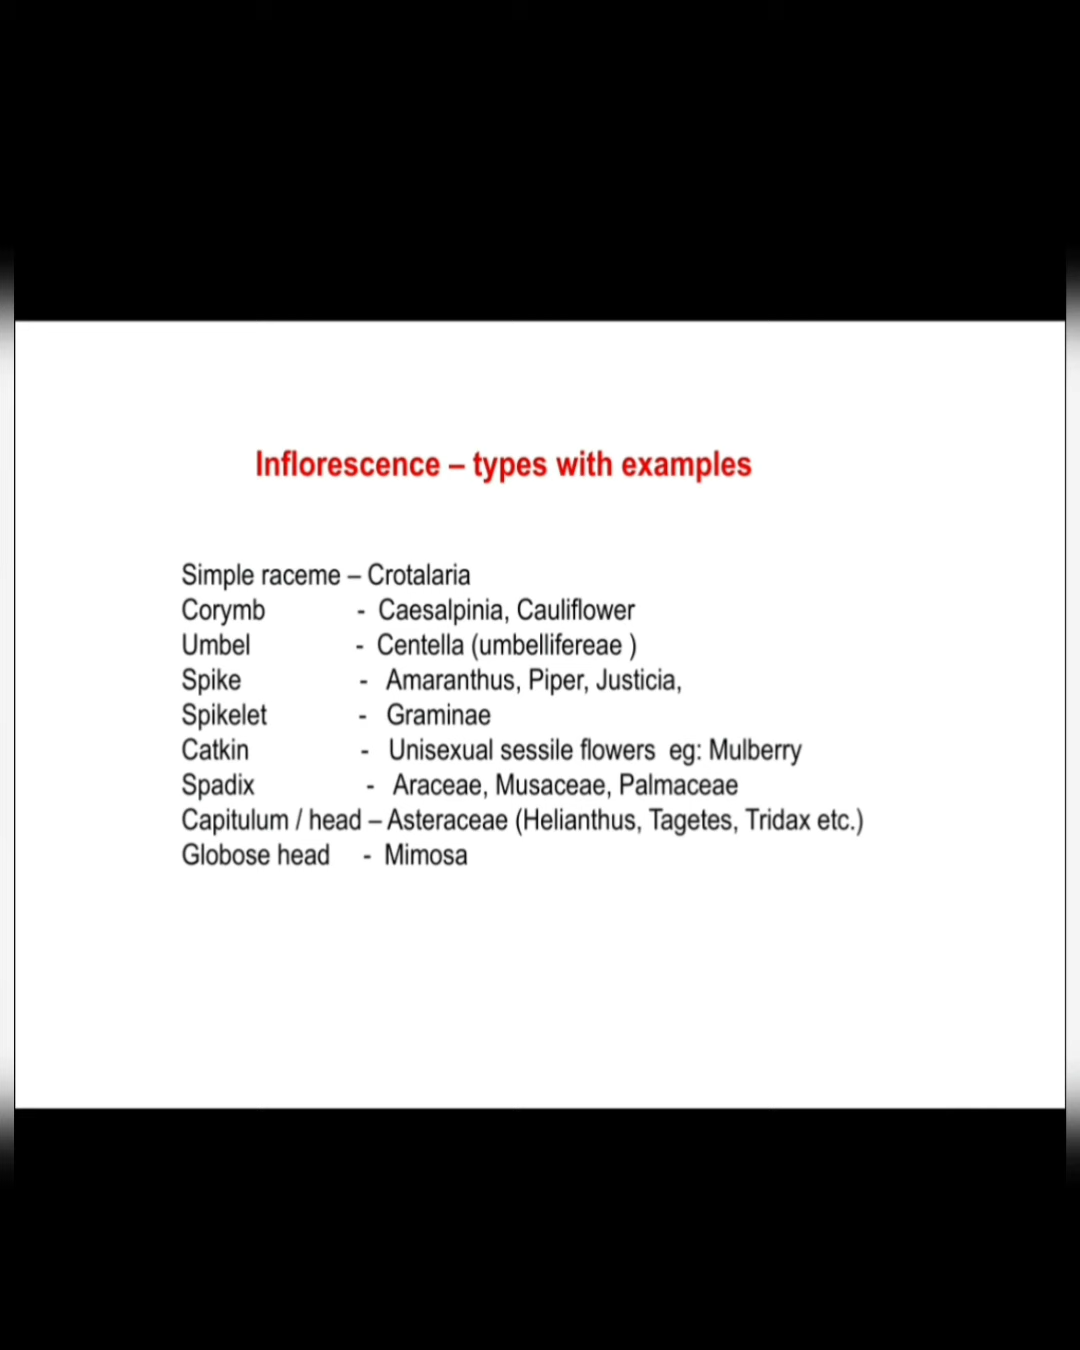 Inflorescence – types with examples
Simple raceme – Crotalaria
Corymb - Caesalpinia, Cauliflower
Umbel - Centella (umbellifereae )
Spike - Amaranthus, Piper, Justicia,
Spikelet - Graminae
Catkin - Unisexual sessile flowers eg: Mulberry
Spadix - Araceae, Musaceae, Palmaceae
Capitulum / head – Asteraceae (Helianthus, Tagetes, Tridax etc.)
Globose head - Mimosa